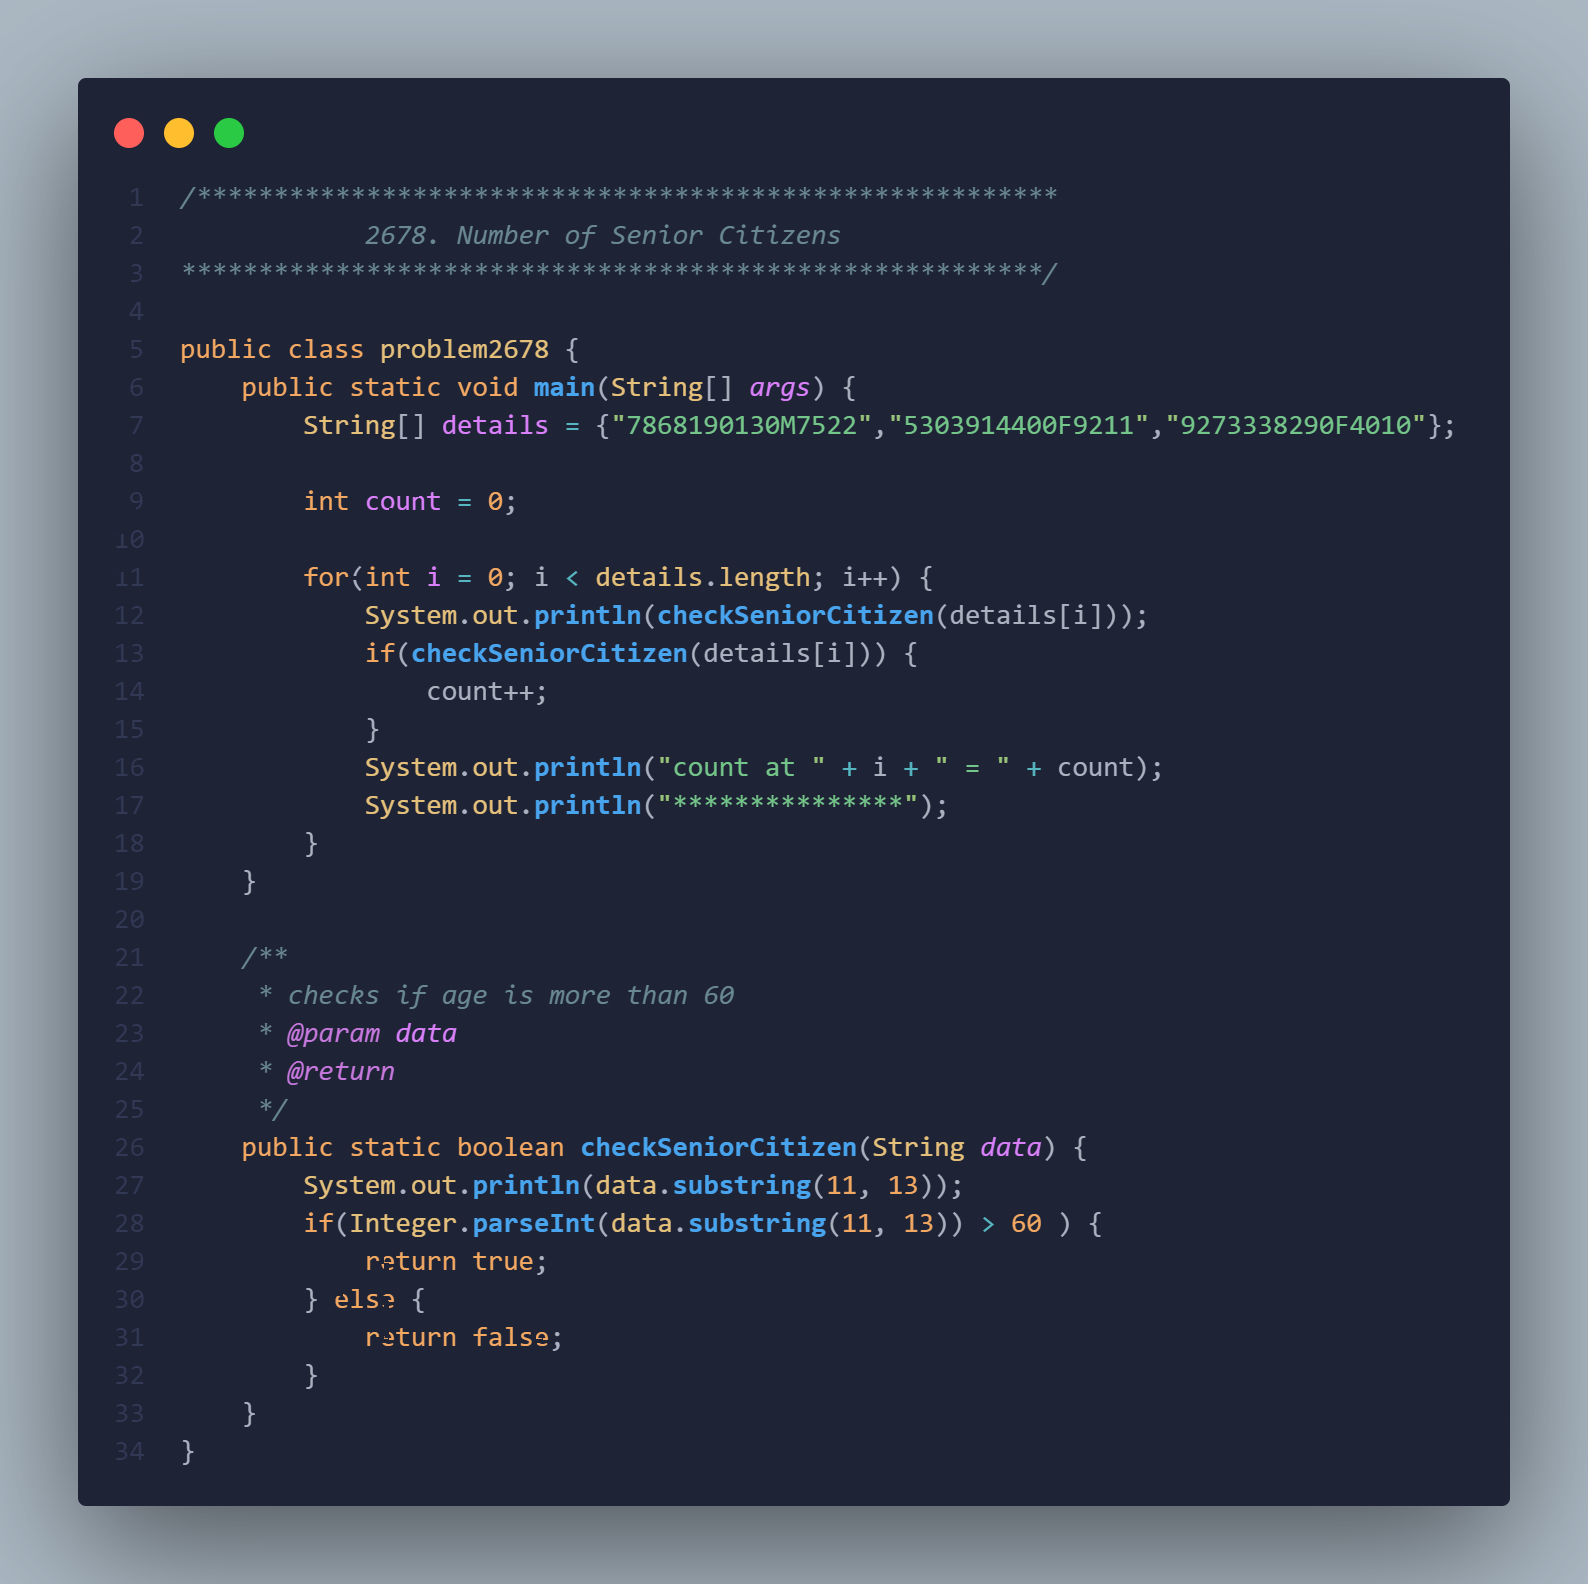 1 /********************************************************
2             2678. Number of Senior Citizens
3 ********************************************************/
4
5 public class problem2678 {
6     public static void main(String[] args) {
7         String[] details = {"7868190130M7522","5303914400F9211","9273338290F4010"};
8
9         int count = 0;
10
11         for(int i = 0; i < details.length; i++) {
12             System.out.println(checkSeniorCitizen(details[i]));
13             if(checkSeniorCitizen(details[i])) {
14                 count++;
15             }
16             System.out.println("count at " + i + " = " + count);
17             System.out.println("***************");
18         }
19     }
20
21     /**
22      * checks if age is more than 60
23      * @param data
24      * @return
25      */
26     public static boolean checkSeniorCitizen(String data) {
27         System.out.println(data.substring(11, 13));
28         if(Integer.parseInt(data.substring(11, 13)) > 60 ) {
29             return true;
30         } else {
31             return false;
32         }
33     }
34 }